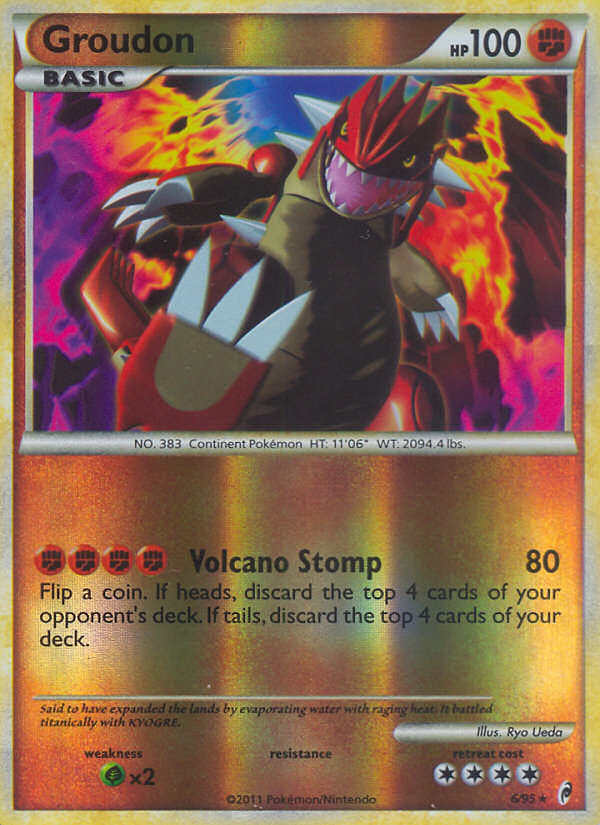 Groudon
HP100
BASIC
NO. 383 Continent Pokémon HT: 11'06" WT: 2094.4 lbs.
Volcano Stomp 80
Flip a coin. If heads, discard the top 4 cards of your
opponent's deck. If tails, discard the top 4 cards of your
deck.
Said to have expanded the lands by evaporating water with raging heat. It battled
titanically with KYOGRE.
Illus. Ryo Ueda
weakness resistance retreat cost
×2
©2011 Pokémon/Nintendo 6/95 ★